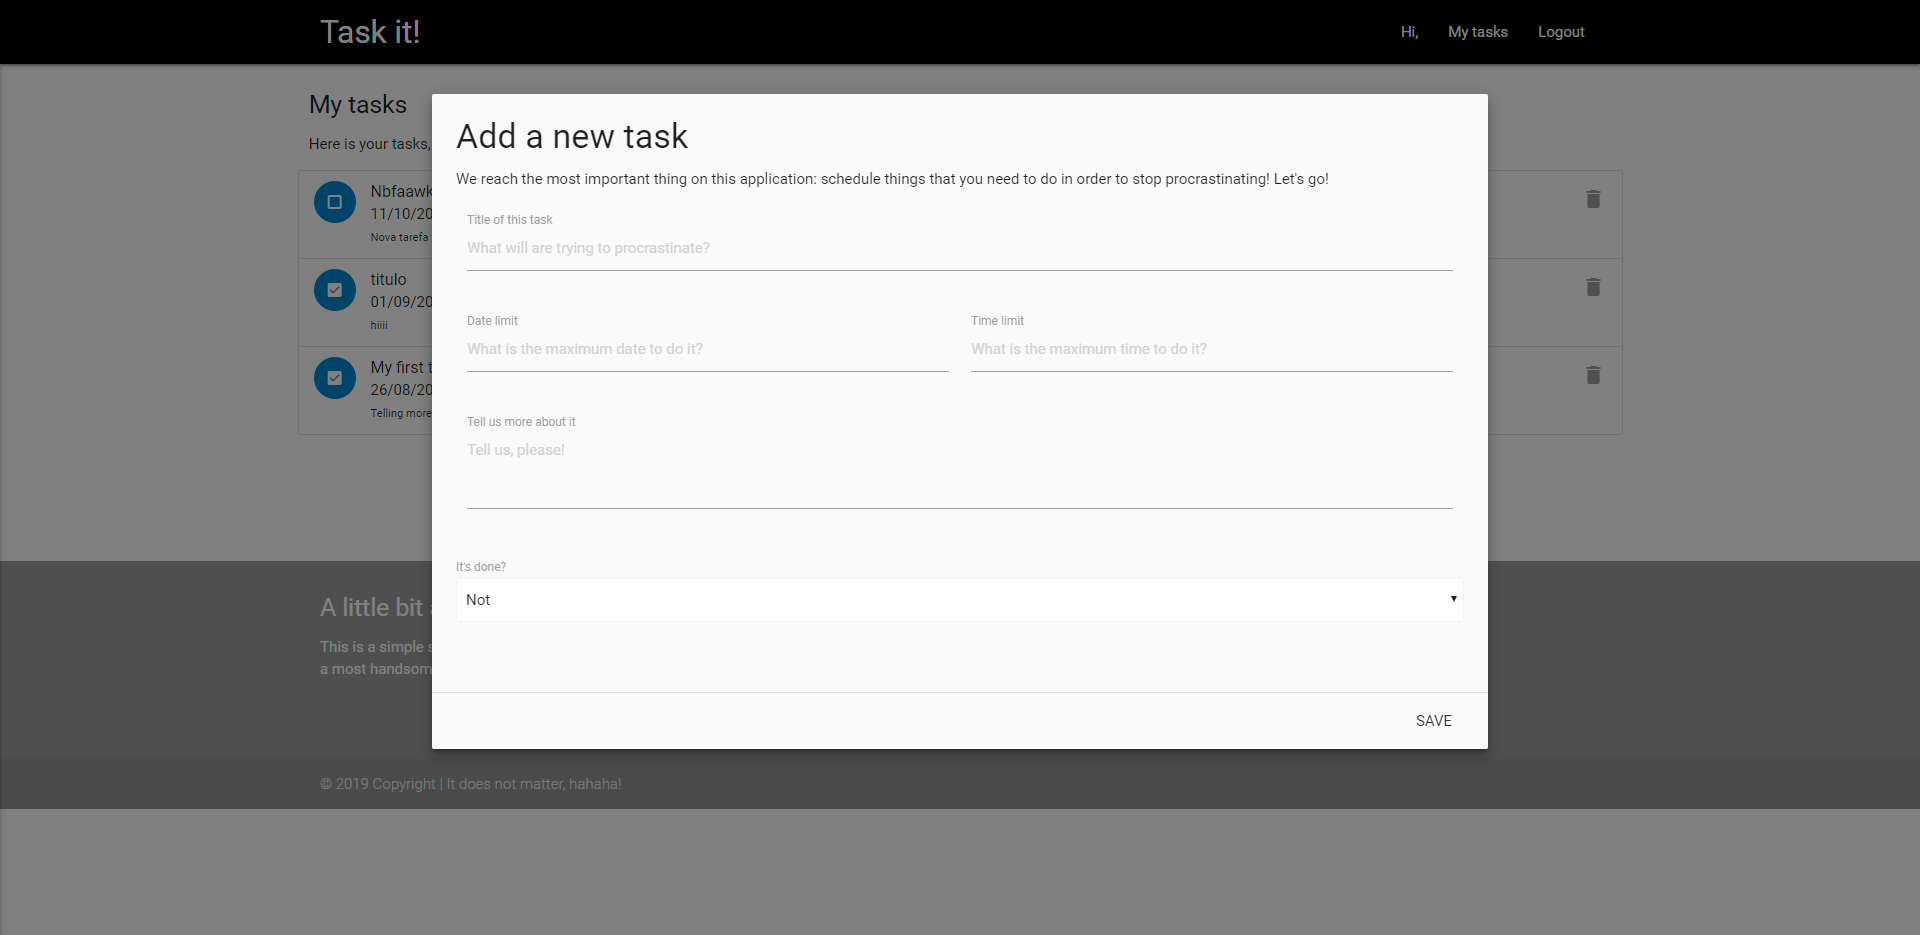 Task it!
Hi,
My tasks
Logout
My tasks
Here is your tasks,
Nbfaawk
11/10/20
Nova tarefa
titulo
01/09/20
hiiii
My first t
26/08/20
Telling more
Add a new task
We reach the most important thing on this application: schedule things that you need to do in order to stop procrastinating! Let's go!
Title of this task
What will are trying to procrastinate?
Date limit
What is the maximum date to do it?
Time limit
What is the maximum time to do it?
Tell us more about it
Tell us, please!
It's done?
Not
SAVE
A little bit
This is a simple s
a most handsom
© 2019 Copyright | It does not matter, hahaha!